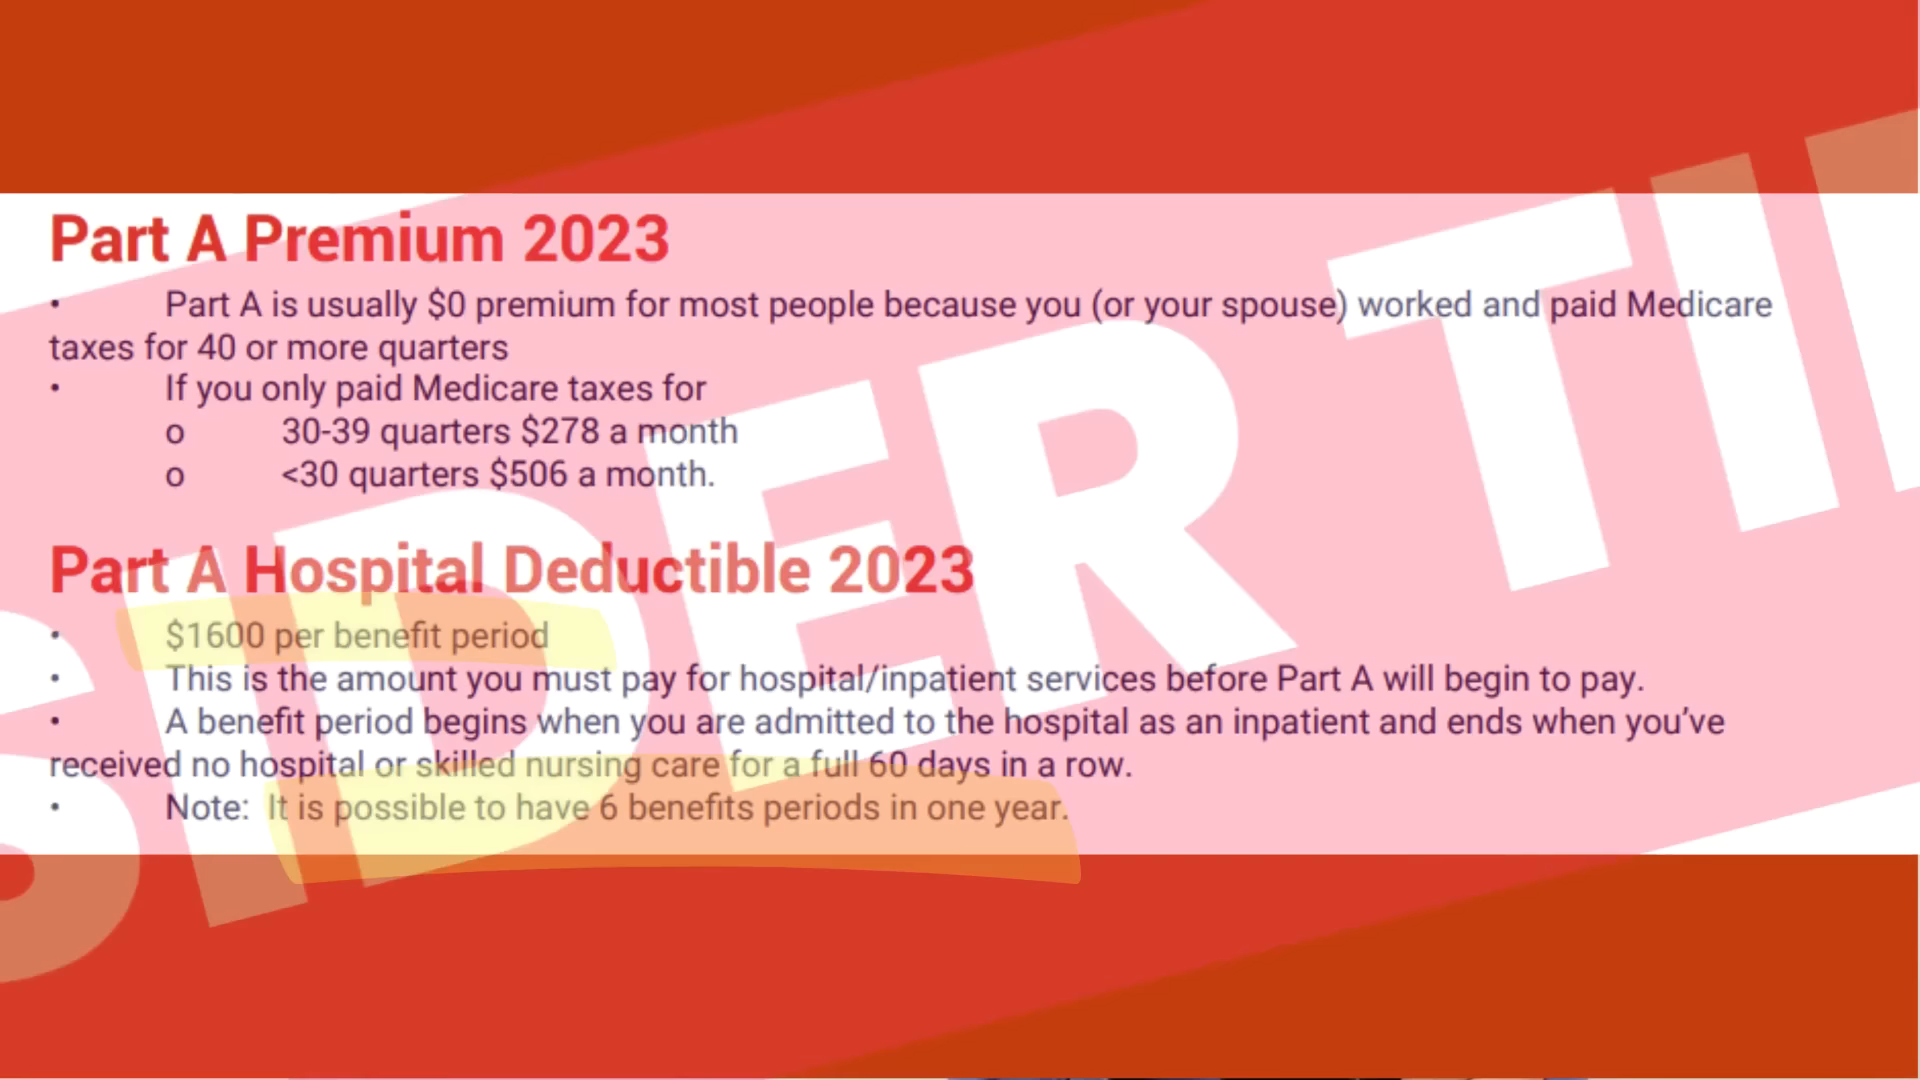 Part A Premium 2023
• Part A is usually $0 premium for most people because you (or your spouse) worked and paid Medicare
taxes for 40 or more quarters
• If you only paid Medicare taxes for
o 30-39 quarters $278 a month
o <30 quarters $506 a month.
Part A Hospital Deductible 2023
• $1600 per benefit period
• This is the amount you must pay for hospital/inpatient services before Part A will begin to pay.
• A benefit period begins when you are admitted to the hospital as an inpatient and ends when you've
received no hospital or skilled nursing care for a full 60 days in a row.
• Note: It is possible to have 6 benefits periods in one year.
SIDER TI